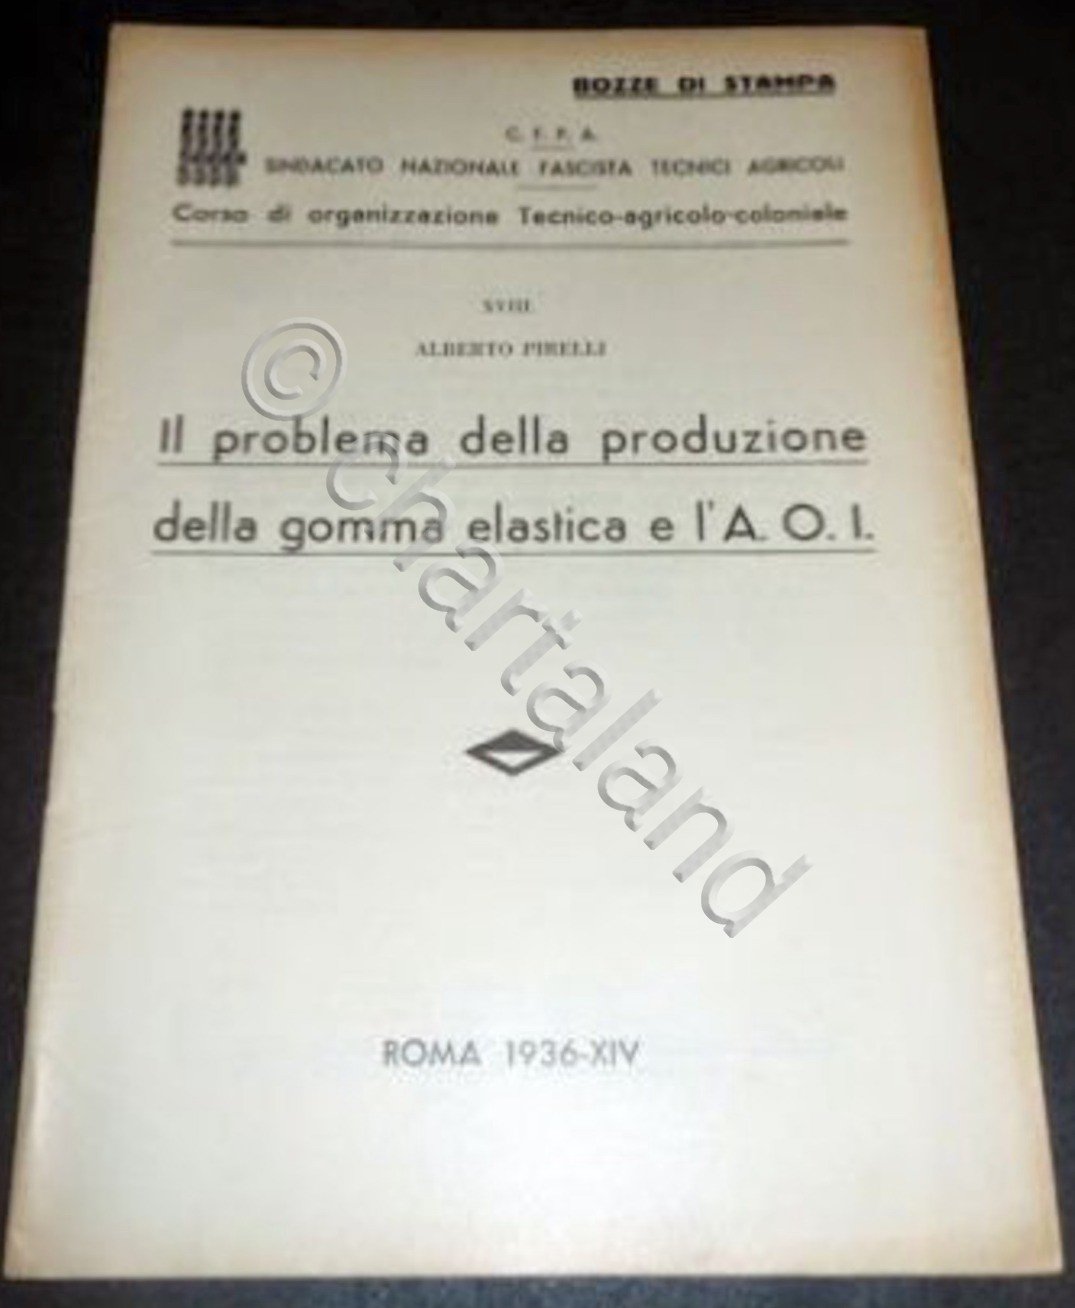 BOZZE DI STAMPA
C. F. P. A.
SINDACATO NAZIONALE FASCISTA TECNICI AGRICOLI
Corso di organizzazione Tecnico-agricolo-coloniale
XVIII.
ALBERTO PIRELLI
Il problema della produzione
della gomma elastica e l'A. O. I.
© chartaland
ROMA 1936-XIV